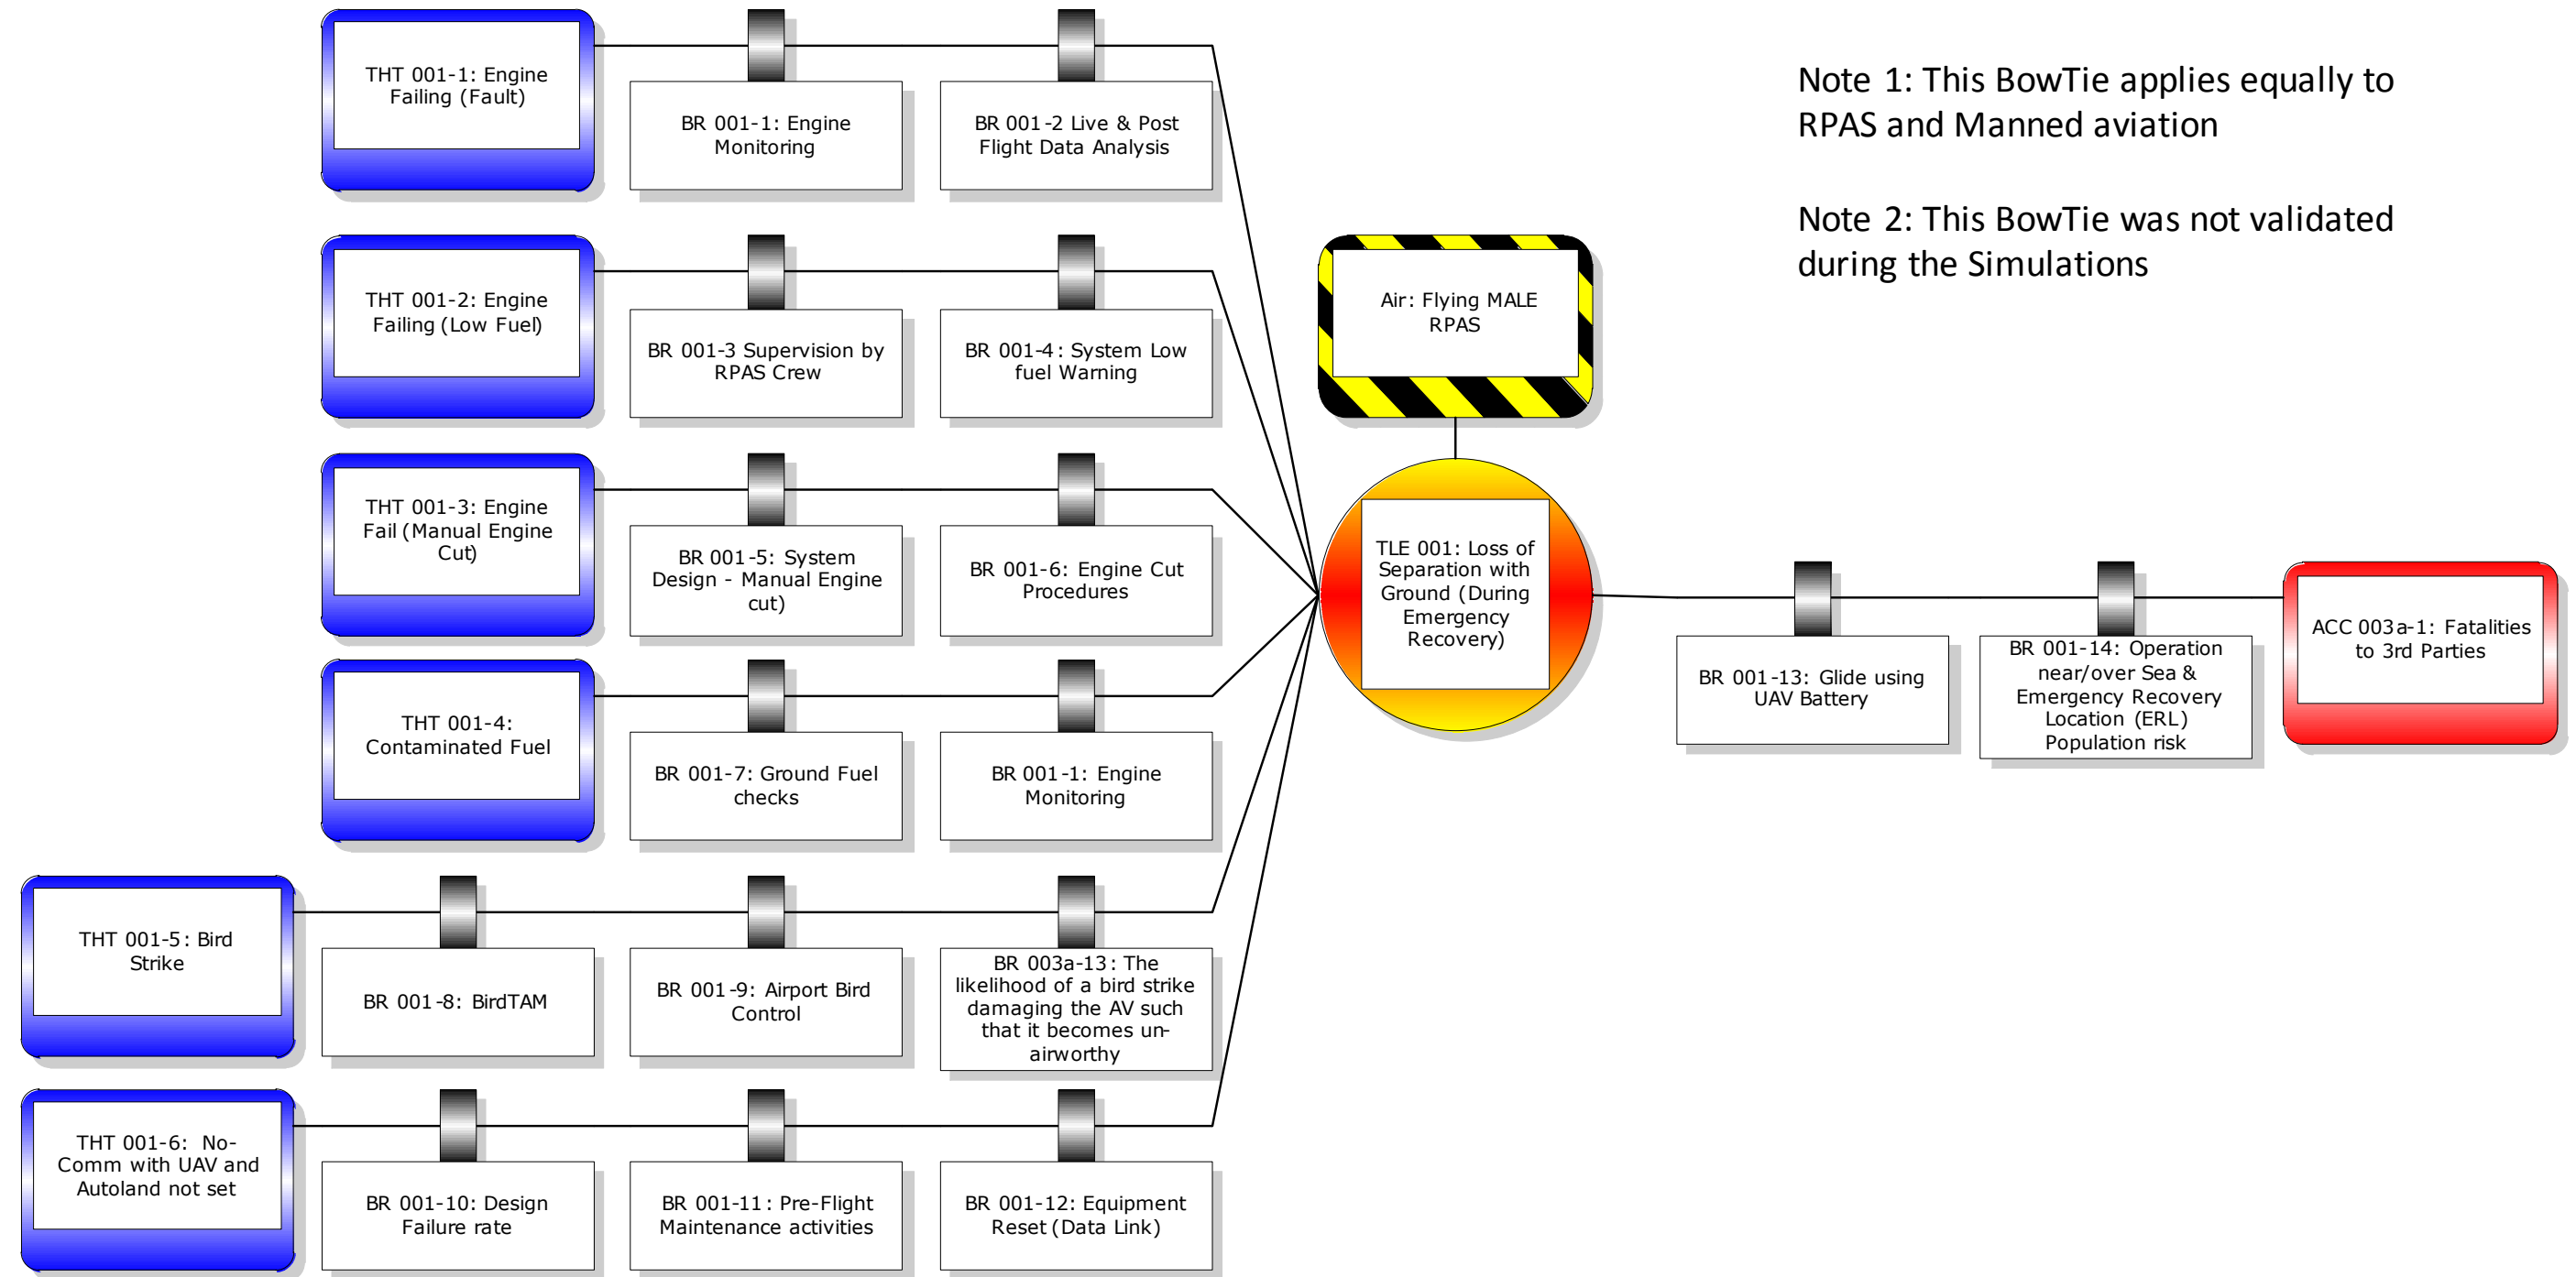 THT 001-1: Engine
Failing (Fault)
BR 001-1: Engine
Monitoring
BR 001-2 Live & Post
Flight Data Analysis
Note 1: This BowTie applies equally to
RPAS and Manned aviation
Note 2: This BowTie was not validated
during the Simulations
THT 001-2: Engine
Failing (Low Fuel)
BR 001-3 Supervision by
RPAS Crew
BR 001-4: System Low
fuel Warning
Air: Flying MALE
RPAS
THT 001-3: Engine
Fail (Manual Engine
Cut)
BR 001-5: System
Design - Manual Engine
cut)
BR 001-6: Engine Cut
Procedures
TLE 001: Loss of
Separation with
Ground (During
Emergency
Recovery)
BR 001-13: Glide using
UAV Battery
BR 001-14: Operation
near/over Sea &
Emergency Recovery
Location (ERL)
Population risk
ACC 003a-1: Fatalities
to 3rd Parties
THT 001-4:
Contaminated Fuel
BR 001-7: Ground Fuel
checks
BR 001-1: Engine
Monitoring
THT 001-5: Bird
Strike
BR 001-8: BirdTAM
BR 001-9: Airport Bird
Control
BR 003a-13: The
likelihood of a bird strike
damaging the AV such
that it becomes un-
airworthy
THT 001-6: No-
Comm with UAV and
Autoland not set
BR 001-10: Design
Failure rate
BR 001-11: Pre-Flight
Maintenance activities
BR 001-12: Equipment
Reset (Data Link)